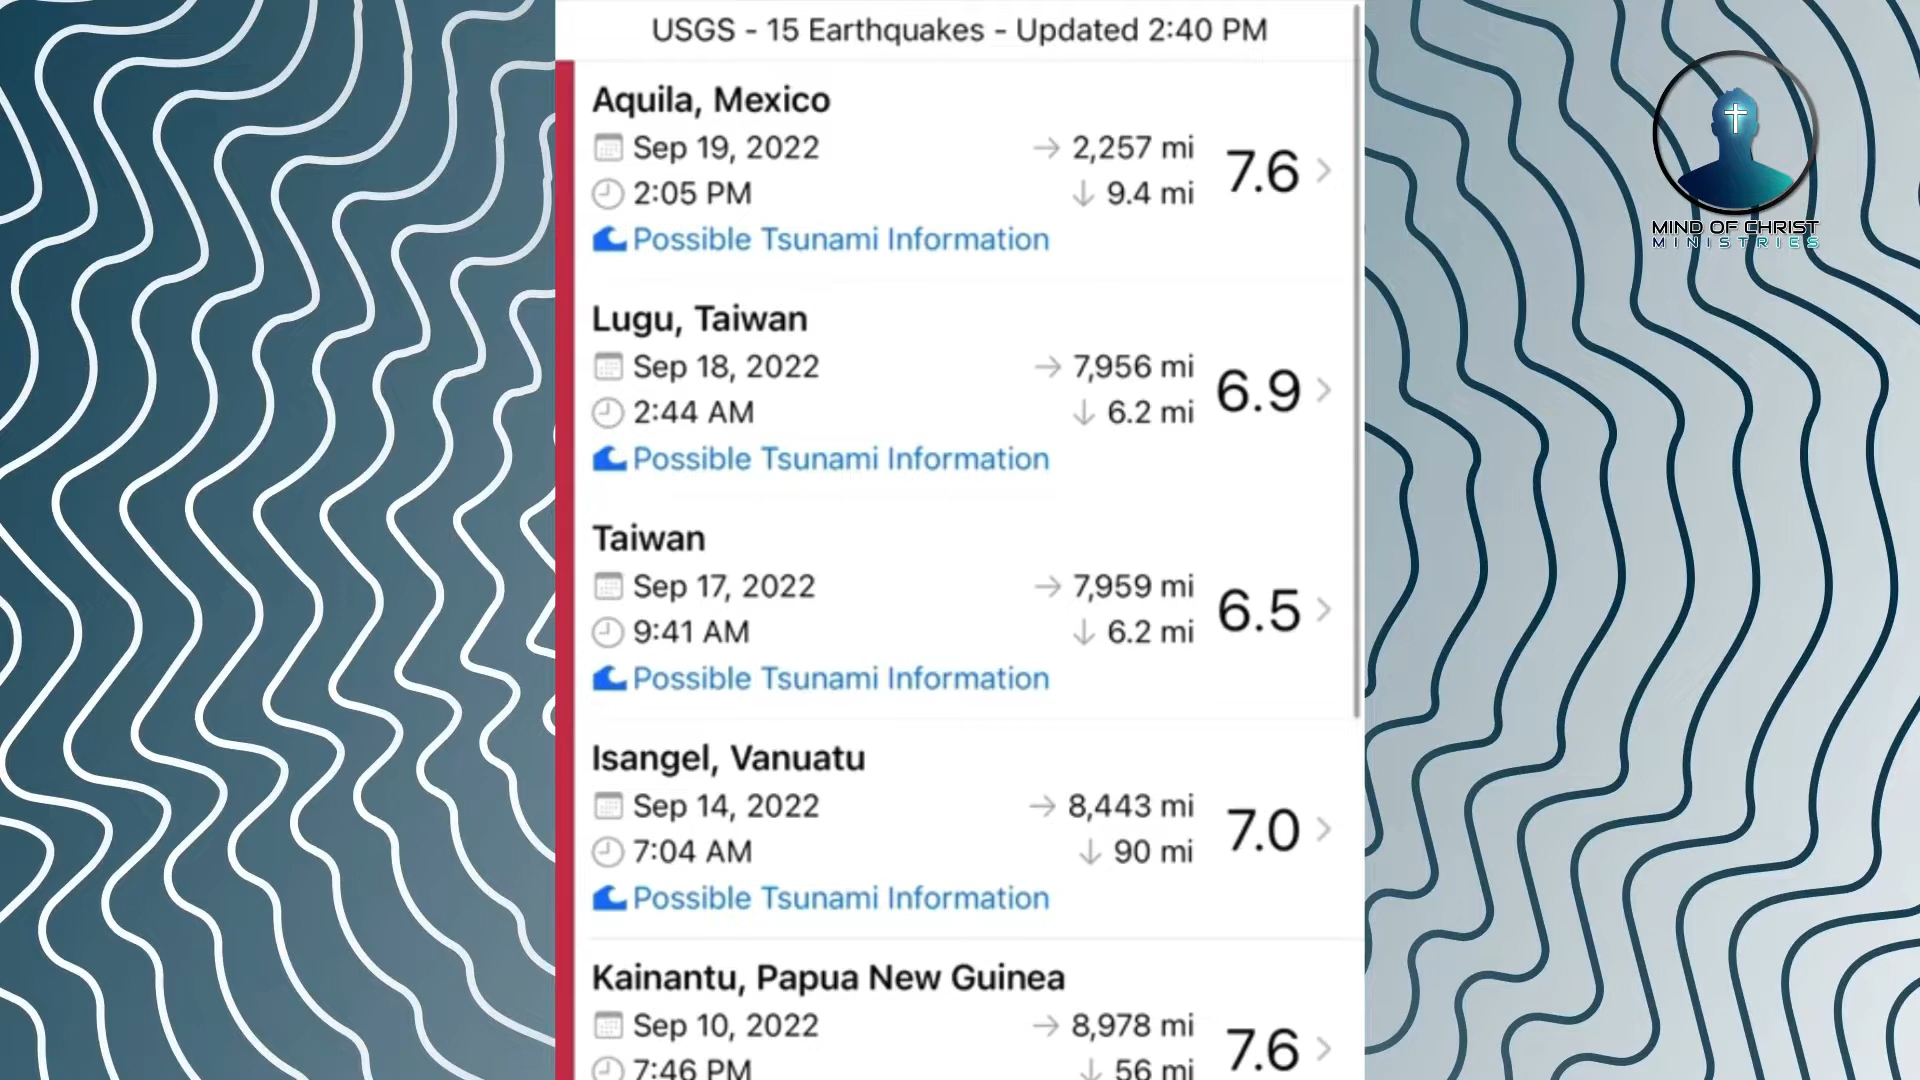 USGS - 15 Earthquakes - Updated 2:40 PM
Aquila, Mexico
Sep 19, 2022 → 2,257 mi
7.6
2:05 PM ↓ 9.4 mi
Possible Tsunami Information
Lugu, Taiwan
Sep 18, 2022 → 7,956 mi
6.9
2:44 AM ↓ 6.2 mi
Possible Tsunami Information
Taiwan
Sep 17, 2022 → 7,959 mi
6.5
9:41 AM ↓ 6.2 mi
Possible Tsunami Information
Isangel, Vanuatu
Sep 14, 2022 → 8,443 mi
7.0
7:04 AM ↓ 90 mi
Possible Tsunami Information
Kainantu, Papua New Guinea
Sep 10, 2022 → 8,978 mi
7.6
7:46 PM ↓ 56 mi
MIND OF CHRIST
MINISTRIES